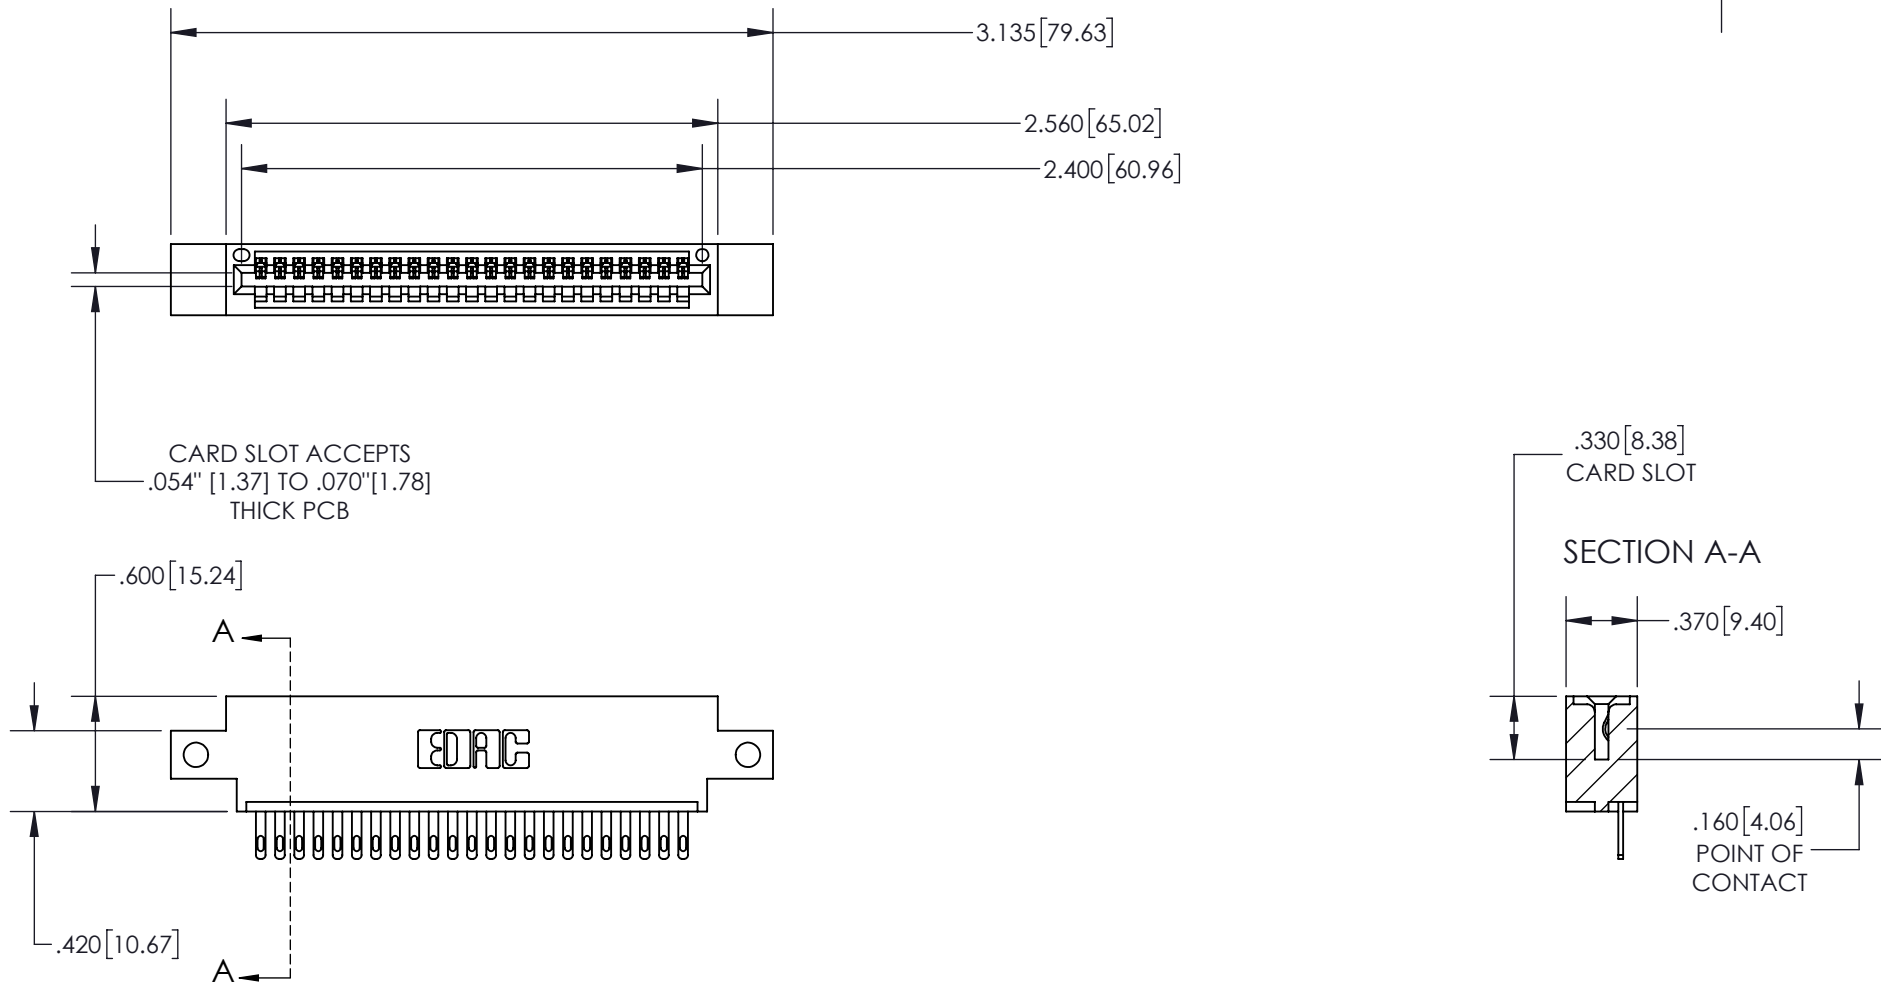 3.135[79.63]
2.560[65.02]
2.400[60.96]
CARD SLOT ACCEPTS
.054" [1.37] TO .070"[1.78]
THICK PCB
.330[8.38]
CARD SLOT
SECTION A-A
.600[15.24]
.370[9.40]
A
EDAC
.160[4.06]
POINT OF
CONTACT
.420[10.67]
A